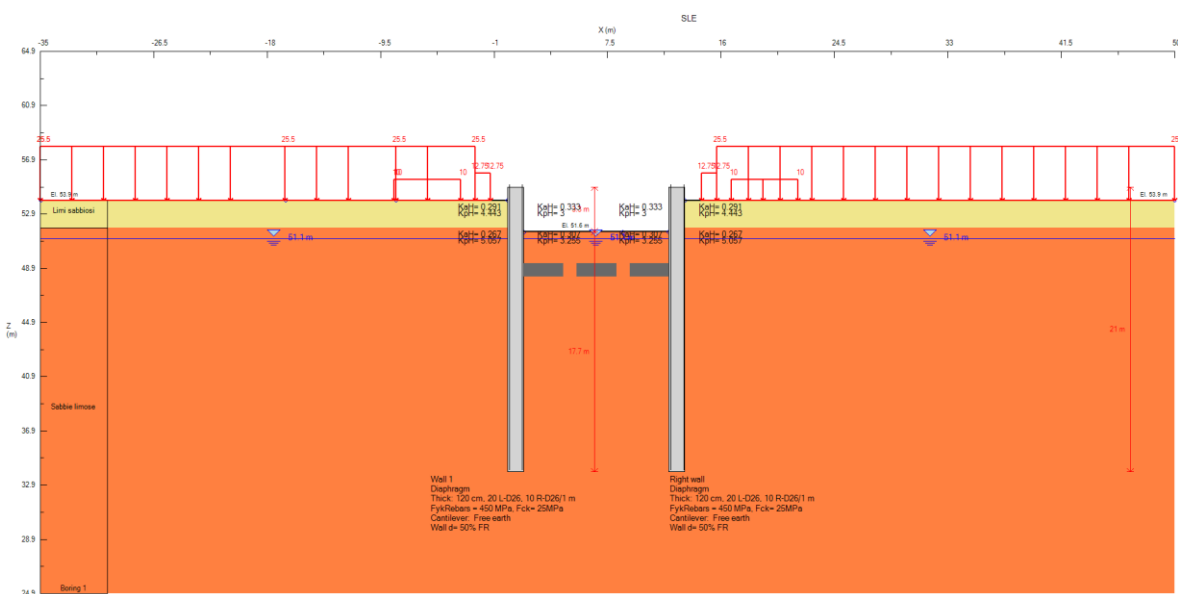 SLE
X (m)
-35 -26.5 -18 -9.5 -1 7.5 16 24.5 33 41.5 50
64.9
60.9
56.9
52.9
48.9
44.9
40.9
36.9
32.9
28.9
24.9
Z
(m)
25.5 25.5 25.5 25.5 25.5
12.75 12.75 12.75
10 10 10
El. 53.9 m El. 53.9 m
Limi sabbiosi
KaH= 0.291 KaH= 0.333 KaH= 0.333 KaH= 0.291
KpH= 4.443 KpH= 3 KpH= 3 KpH= 4.443
El. 51.6 m
KaH= 0.267 KaH= 0.307 KaH= 0.307 KaH= 0.267
KpH= 5.057 KpH= 3.255 KpH= 3.255 KpH= 5.057
51.1 m 51.1 m
17.7 m
21 m
Sabbie limose
Boring 1
Wall 1
Diaphragm
Thick: 120 cm, 20 L-D26, 10 R-D26/1 m
FykRebars = 450 MPa, Fck= 25MPa
Cantilever: Free earth
Wall d= 50% FR
Right wall
Diaphragm
Thick: 120 cm, 20 L-D26, 10 R-D26/1 m
FykRebars = 450 MPa, Fck= 25MPa
Cantilever: Free earth
Wall d= 50% FR